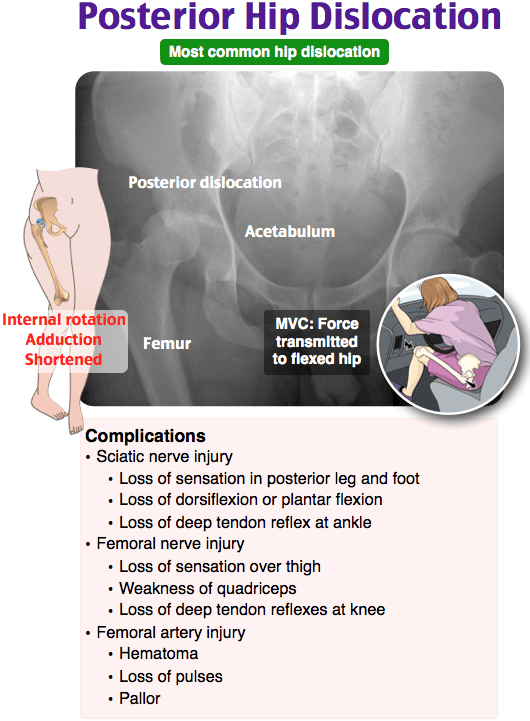 Posterior Hip Dislocation
Most common hip dislocation
Posterior dislocation
Acetabulum
Internal rotation
Adduction
Shortened
Femur
MVC: Force
transmitted
to flexed hip
Complications
• Sciatic nerve injury
• Loss of sensation in posterior leg and foot
• Loss of dorsiflexion or plantar flexion
• Loss of deep tendon reflex at ankle
• Femoral nerve injury
• Loss of sensation over thigh
• Weakness of quadriceps
• Loss of deep tendon reflexes at knee
• Femoral artery injury
• Hematoma
• Loss of pulses
• Pallor